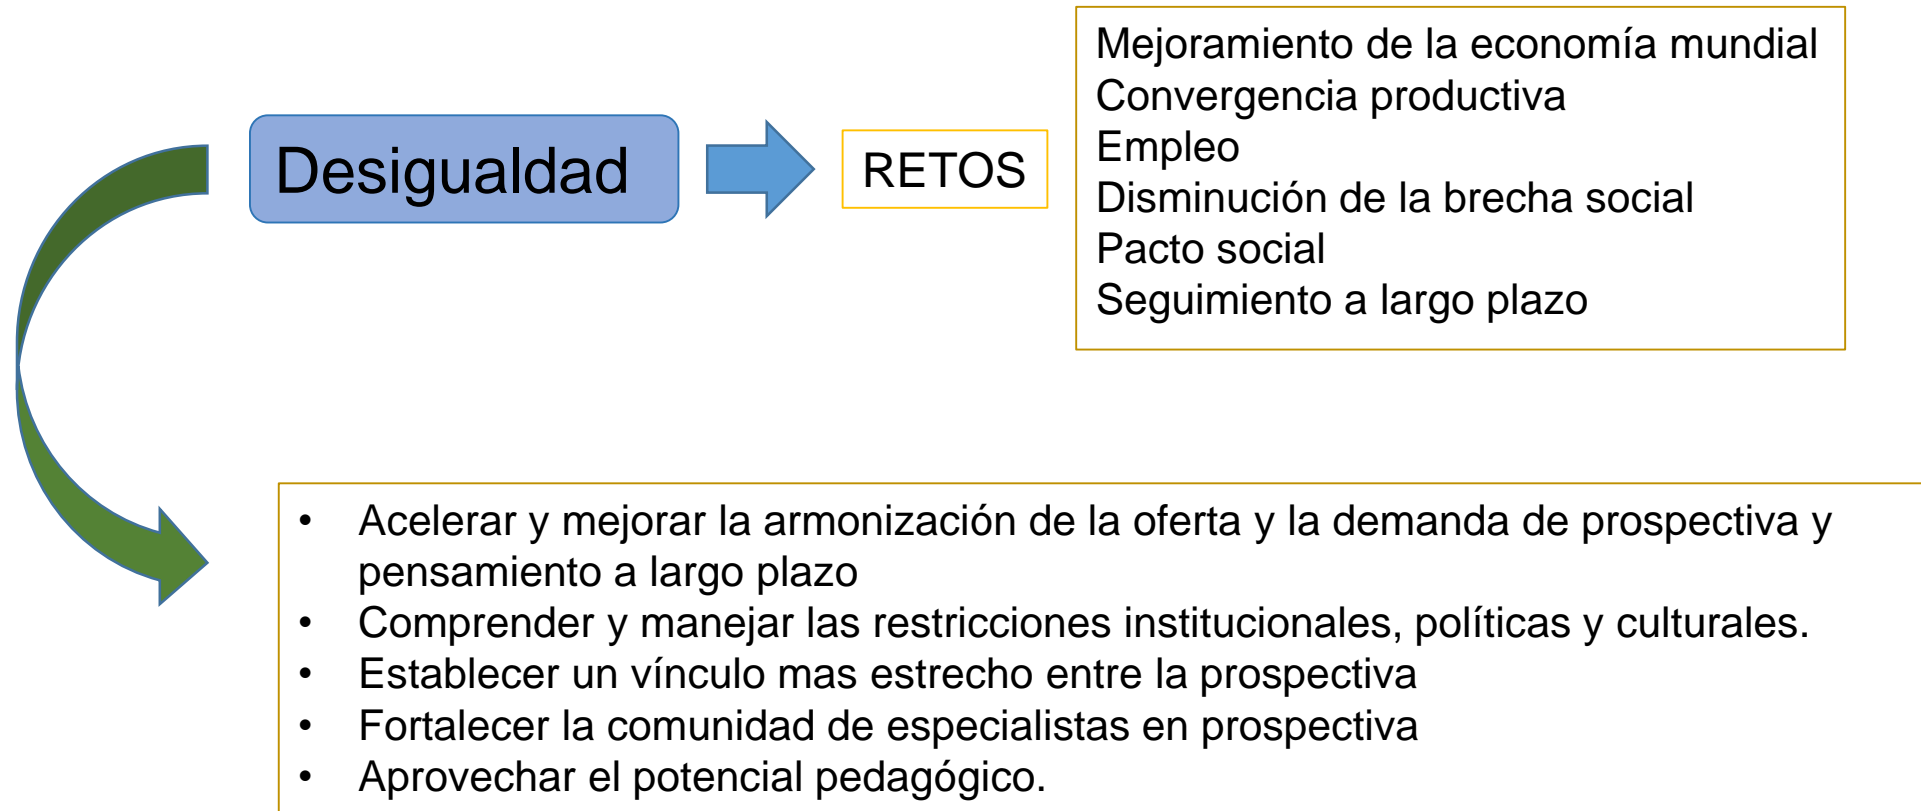 Desigualdad
RETOS
Mejoramiento de la economía mundial
Convergencia productiva
Empleo
Disminución de la brecha social
Pacto social
Seguimiento a largo plazo
• Acelerar y mejorar la armonización de la oferta y la demanda de prospectiva y
pensamiento a largo plazo
• Comprender y manejar las restricciones institucionales, políticas y culturales.
• Establecer un vínculo mas estrecho entre la prospectiva
• Fortalecer la comunidad de especialistas en prospectiva
• Aprovechar el potencial pedagógico.